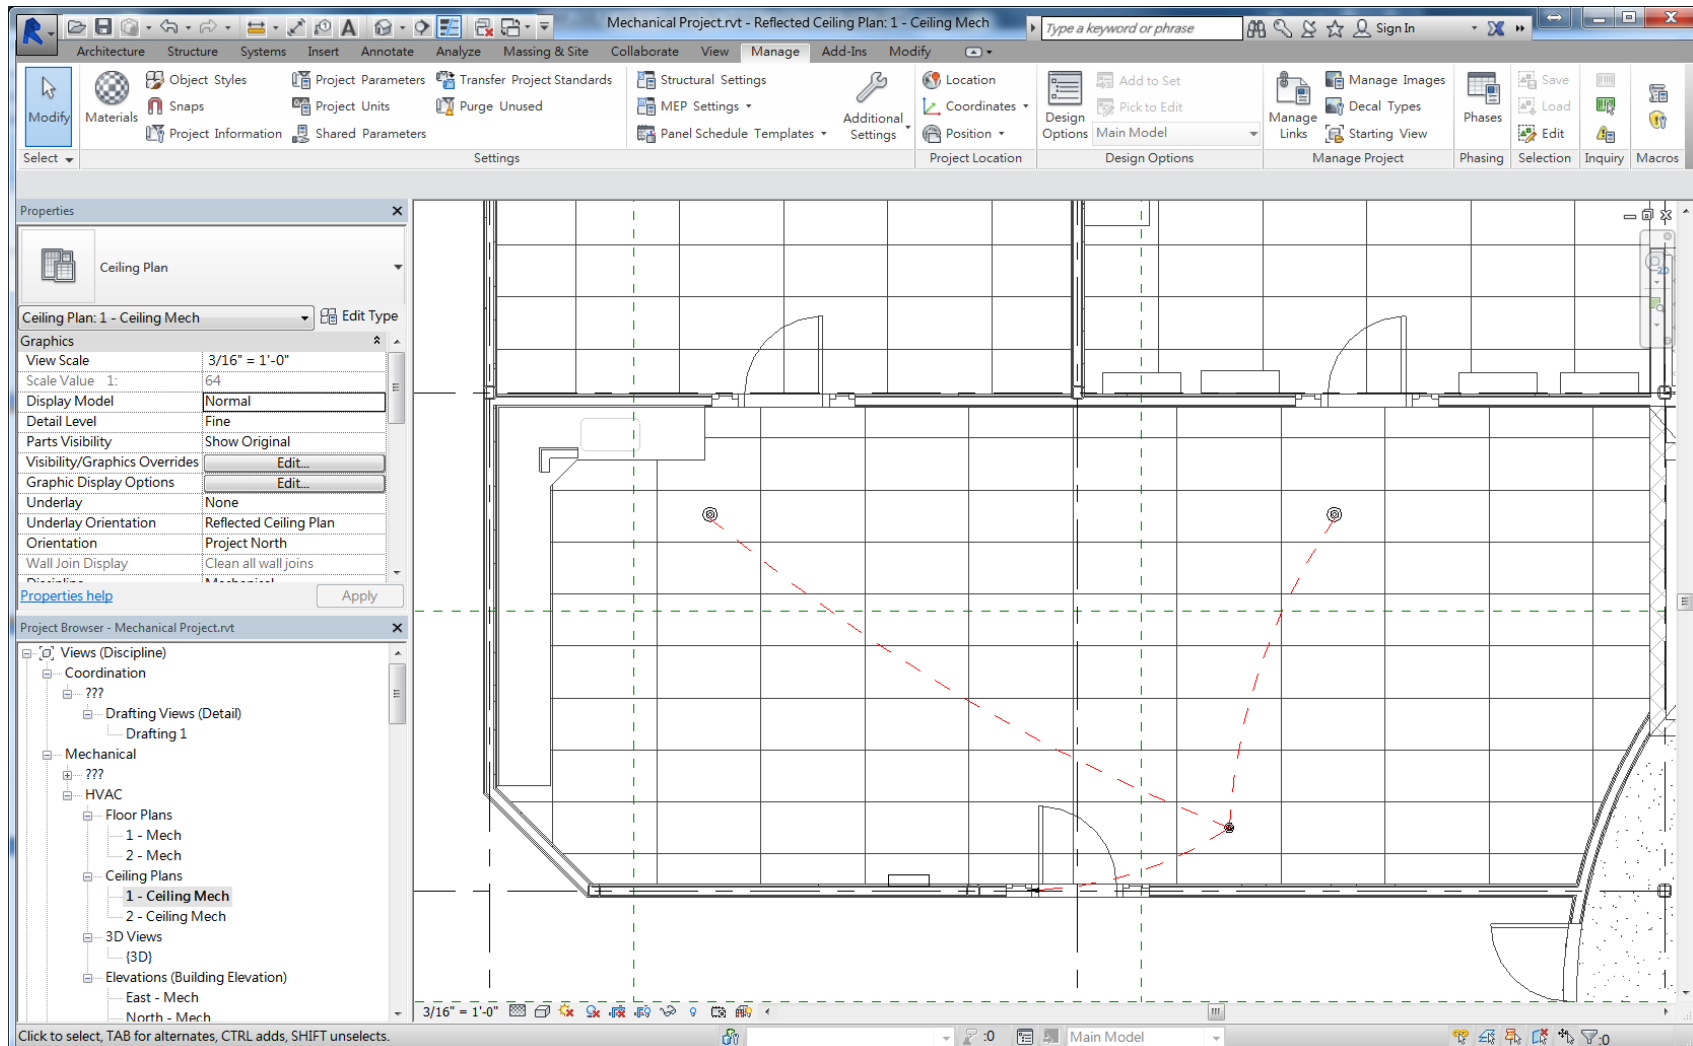 Mechanical Project.rvt - Reflected Ceiling Plan: 1 - Ceiling Mech
Type a keyword or phrase
Sign In
Architecture Structure Systems Insert Annotate Analyze Massing & Site Collaborate View Manage Add-Ins Modify
Modify
Materials
Object Styles
Snaps
Project Information
Project Parameters
Project Units
Shared Parameters
Transfer Project Standards
Purge Unused
Structural Settings
MEP Settings
Panel Schedule Templates
Additional
Settings
Location
Coordinates
Position
Design
Options
Add to Set
Pick to Edit
Main Model
Manage
Links
Manage Images
Decal Types
Starting View
Phases
Save
Load
Edit
Select Settings Project Location Design Options Manage Project Phasing Selection Inquiry Macros
Properties
Ceiling Plan
Ceiling Plan: 1 - Ceiling Mech Edit Type
Graphics
View Scale 3/16" = 1'-0"
Scale Value 1: 64
Display Model Normal
Detail Level Fine
Parts Visibility Show Original
Visibility/Graphics Overrides Edit...
Graphic Display Options Edit...
Underlay None
Underlay Orientation Reflected Ceiling Plan
Orientation Project North
Wall Join Display Clean all wall joins
Discipline Mechanical
Properties help Apply
Project Browser - Mechanical Project.rvt
Views (Discipline)
Coordination
???
Drafting Views (Detail)
Drafting 1
Mechanical
???
HVAC
Floor Plans
1 - Mech
2 - Mech
Ceiling Plans
1 - Ceiling Mech
2 - Ceiling Mech
3D Views
{3D}
Elevations (Building Elevation)
East - Mech
North - Mech
2D
3/16" = 1'-0"
Click to select, TAB for alternates, CTRL adds, SHIFT unselects.
:0
Main Model
:0